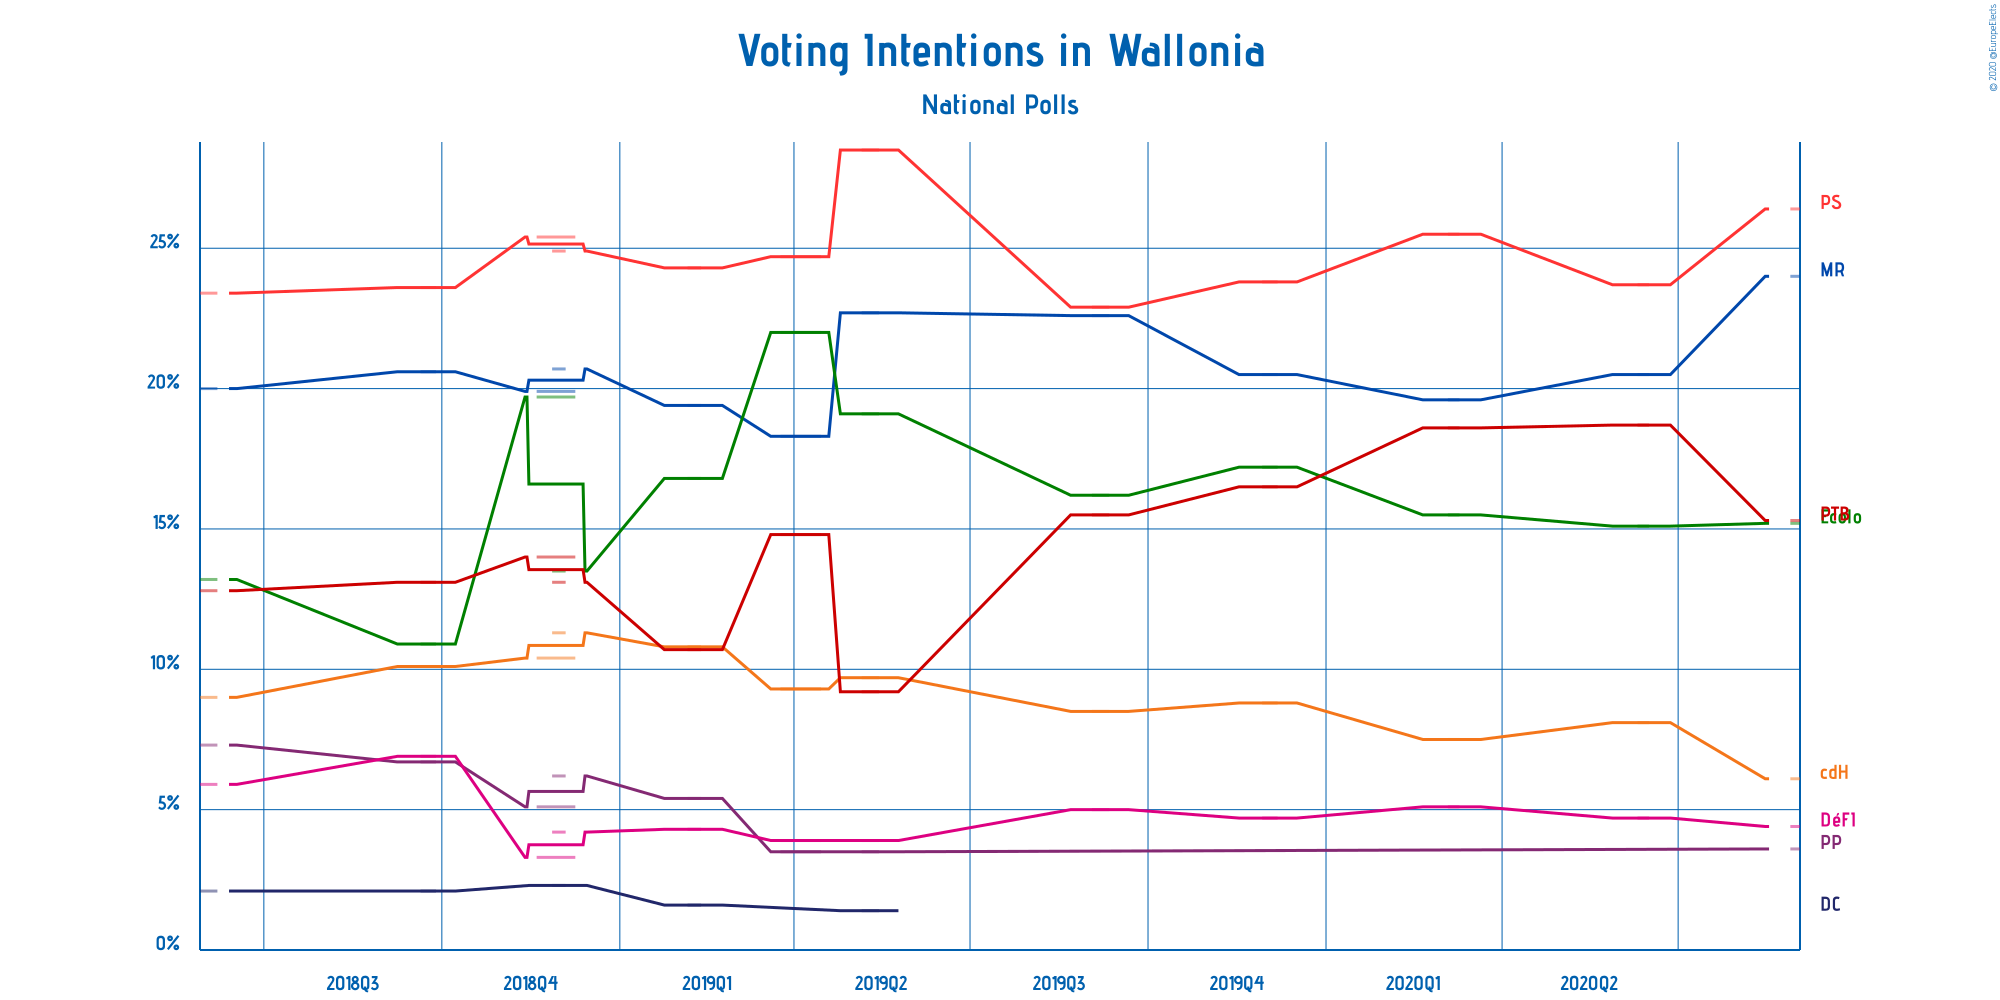 Voting Intentions in Wallonia
National Polls
© 2020 @EuropeElects
25%
20%
15%
10%
5%
0%
PS
MR
PTB
Ecolo
cdH
DéFI
PP
DC
2018Q3
2018Q4
2019Q1
2019Q2
2019Q3
2019Q4
2020Q1
2020Q2